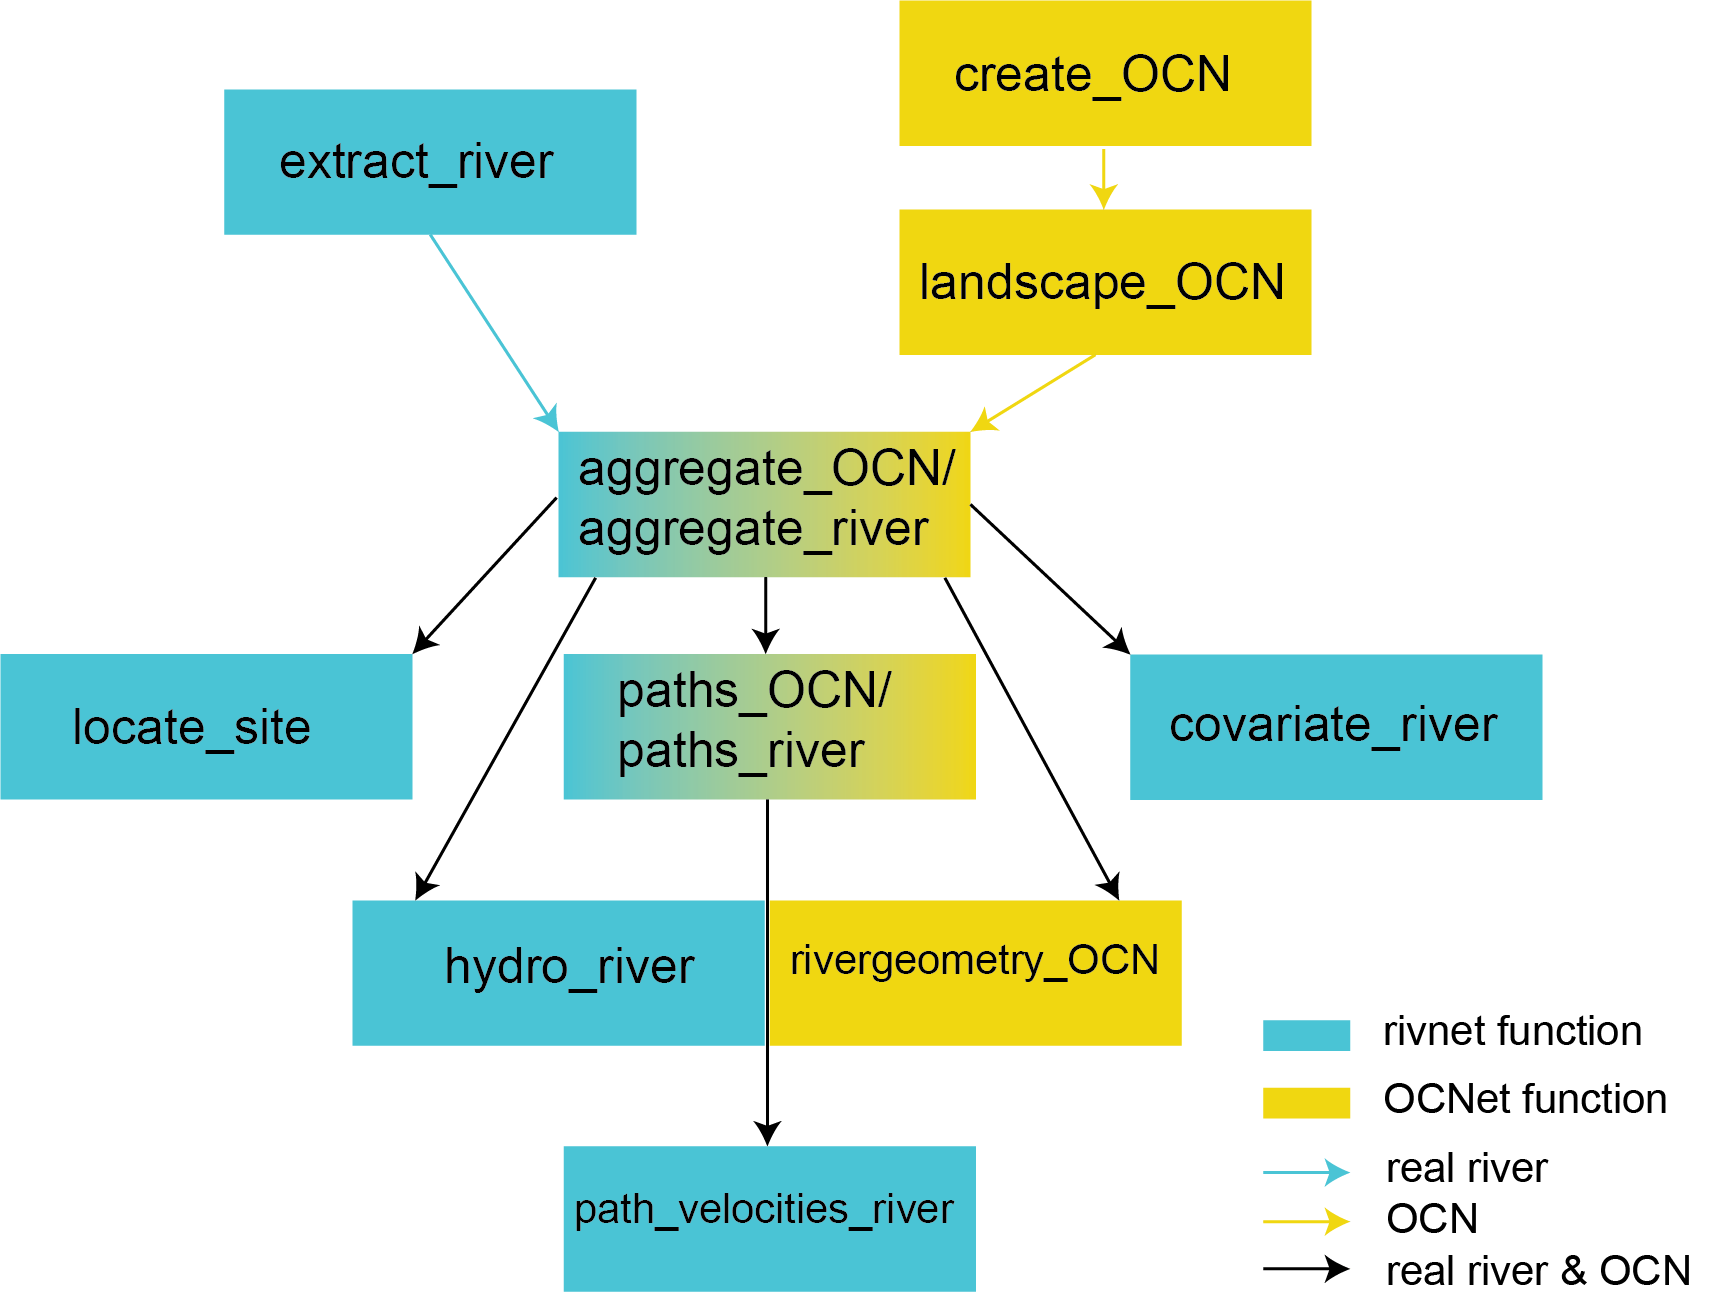 create_OCN
extract_river
landscape_OCN
aggregate_OCN/
aggregate_river
locate_site
paths_OCN/
paths_river
covariate_river
hydro_river
rivergeometry_OCN
path_velocities_river
rivnet function
OCNet function
real river
OCN
real river & OCN